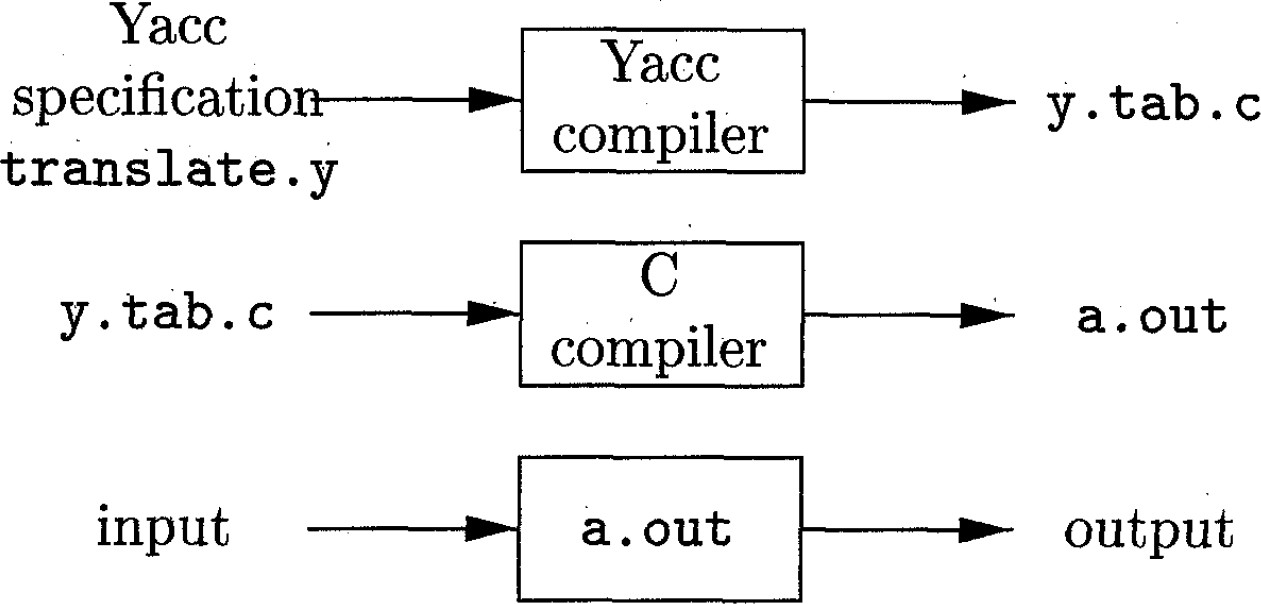 Yacc
specification
translate.y
Yacc
compiler
y.tab.c
y.tab.c
C
compiler
a.out
input
a.out
output